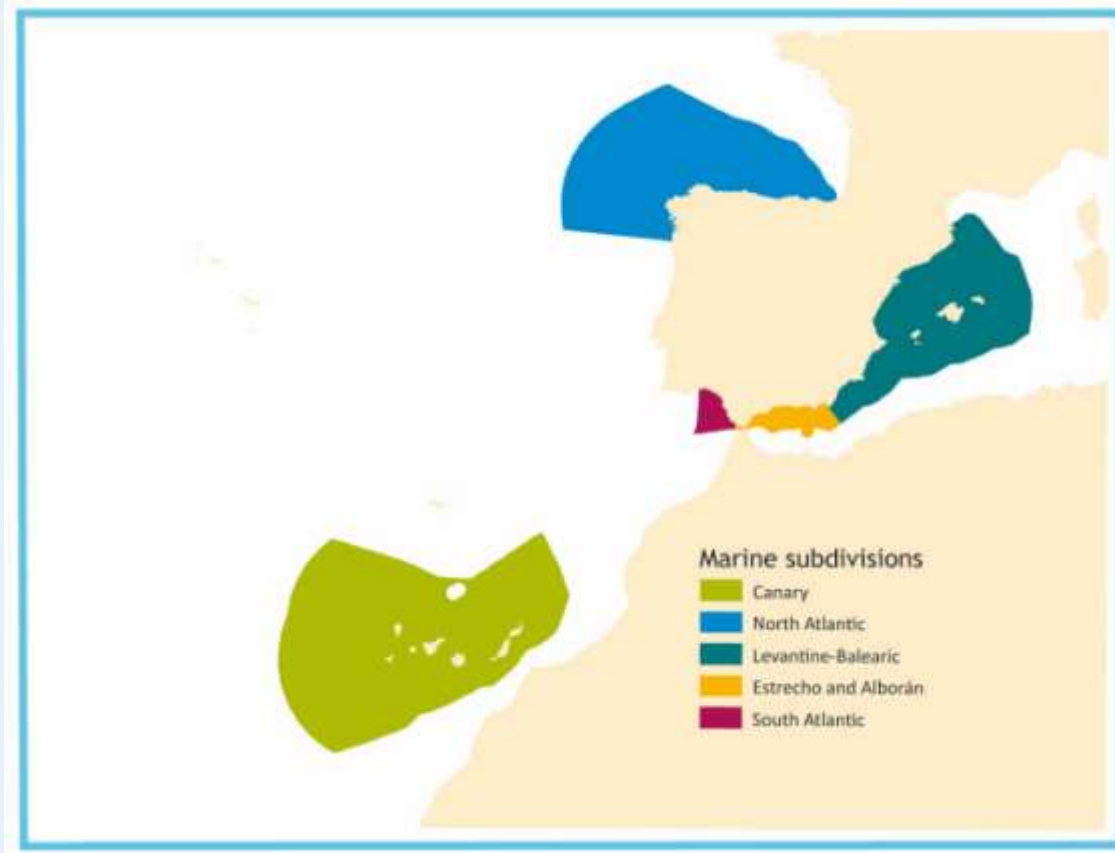 Marine subdivisions
Canary
North Atlantic
Levantine-Balearic
Estrecho and Alborán
South Atlantic